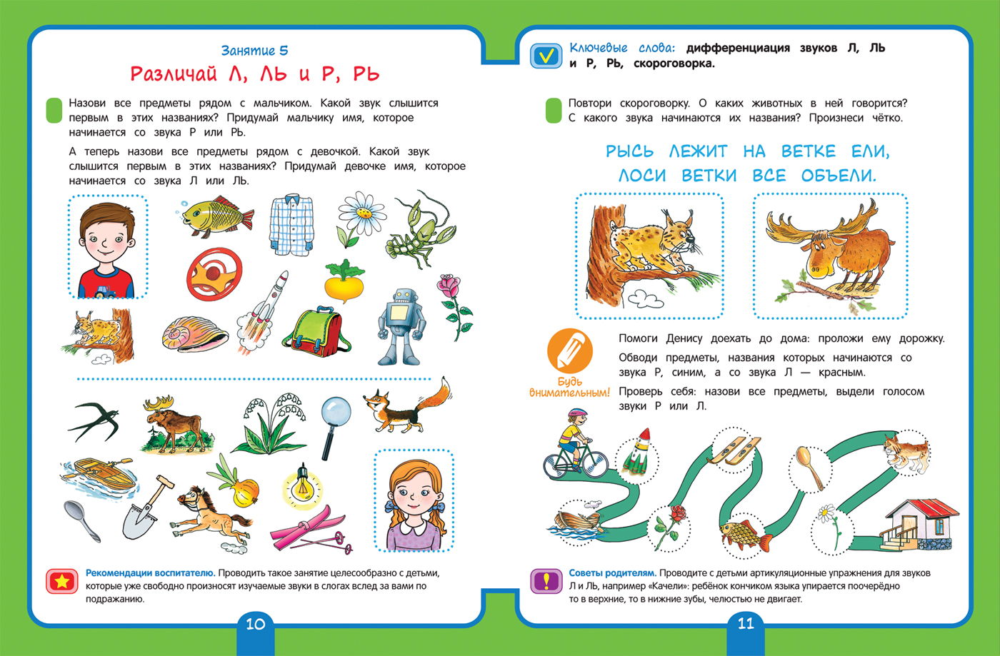 Занятие 5
Различай Л, ЛЬ и Р, РЬ
Назови все предметы рядом с мальчиком. Какой звук слышится
первым в этих названиях? Придумай мальчику имя, которое
начинается со звука Р или РЬ.
А теперь назови все предметы рядом с девочкой. Какой звук
слышится первым в этих названиях? Придумай девочке имя, которое
начинается со звука Л или ЛЬ.
Рекомендации воспитателю. Проводить такое занятие целесообразно с детьми,
которые уже свободно произносят изучаемые звуки в слогах вслед за вами по
подражанию.
10
Ключевые слова: дифференциация звуков Л, ЛЬ
и Р, РЬ, скороговорка.
Повтори скороговорку. О каких животных в ней говорится?
С какого звука начинаются их названия? Произнеси чётко.
РЫСЬ ЛЕЖИТ НА ВЕТКЕ ЕЛИ,
ЛОСИ ВЕТКИ ВСЕ ОБЪЕЛИ.
Будь
внимательным!
Помоги Денису доехать до дома: проложи ему дорожку.
Обводи предметы, названия которых начинаются со
звука Р, синим, а со звука Л — красным.
Проверь себя: назови все предметы, выдели голосом
звуки Р или Л.
Советы родителям. Проводите с детьми артикуляционные упражнения для звуков
Л и ЛЬ, например «Качели»: ребёнок кончиком языка упирается поочерёдно
то в верхние, то в нижние зубы, челюстью не двигает.
11